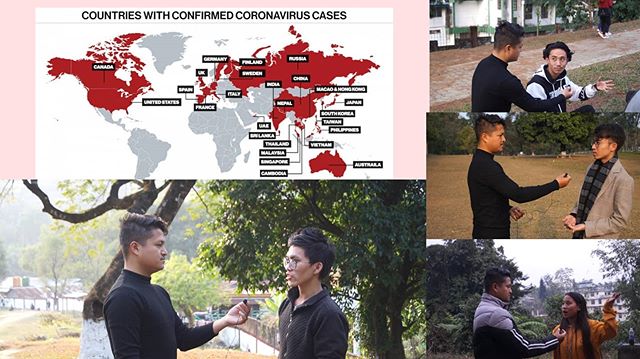 COUNTRIES WITH CONFIRMED CORONAVIRUS CASES
GERMANY
FINLAND
RUSSIA
CANADA
UK
SWEDEN
CHINA
INDIA
SPAIN
ITALY
MACAO & HONG KONG
UNITED STATES
NEPAL
JAPAN
FRANCE
SOUTH KOREA
UAE
TAIWAN
SRI LANKA
PHILIPPINES
THAILAND
VIETNAM
MALAYSIA
SINGAPORE
AUSTRAILA
CAMBODIA